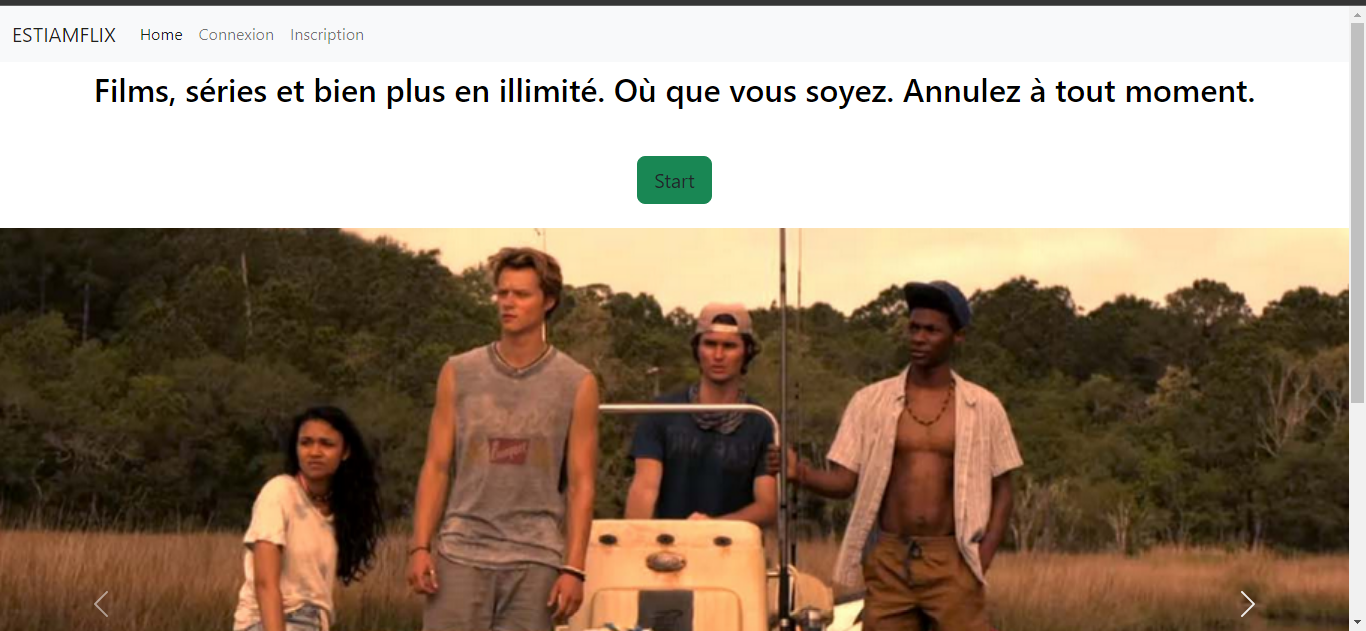 ESTIAMFLIX Home Connexion Inscription
Films, séries et bien plus en illimité. Où que vous soyez. Annulez à tout moment.
Start